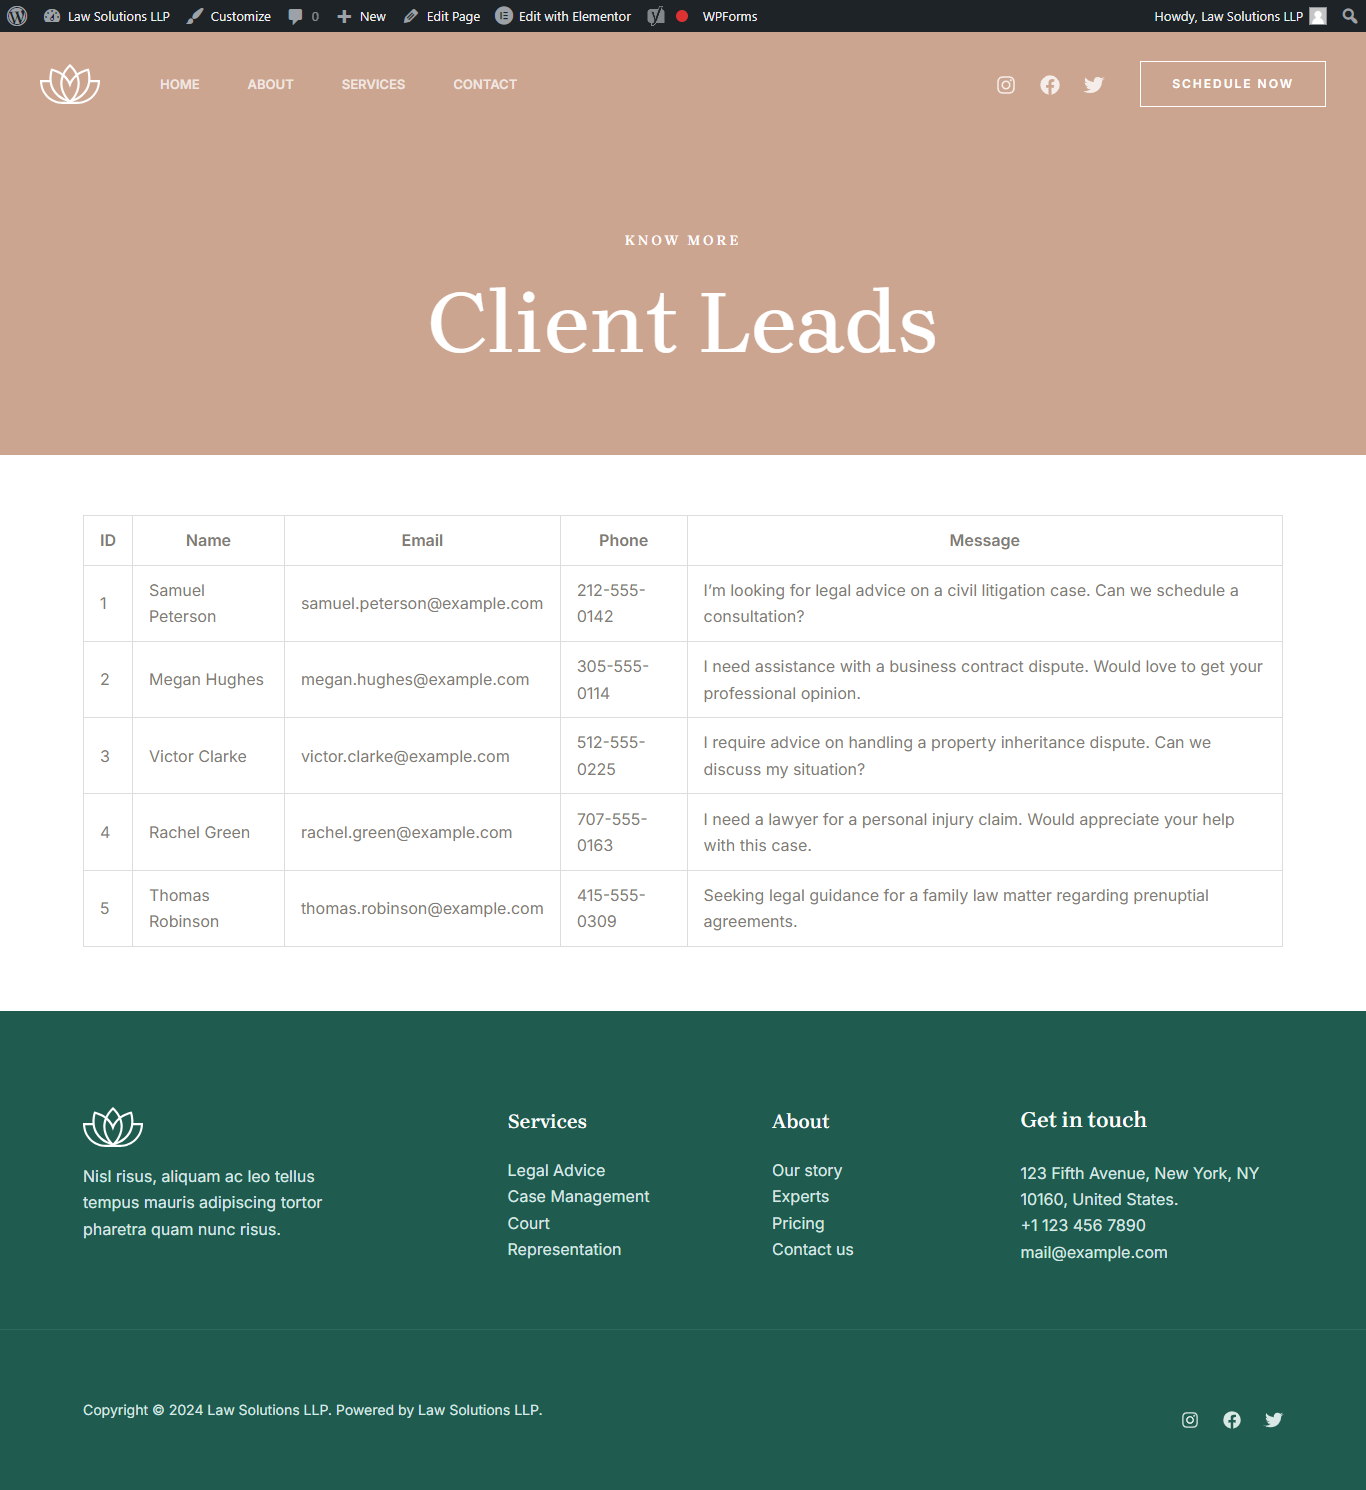 Law Solutions LLP Customize 0 New Edit Page Edit with Elementor WPForms Howdy, Law Solutions LLP
HOME ABOUT SERVICES CONTACT SCHEDULE NOW
KNOW MORE
Client Leads
ID Name Email Phone Message
1 Samuel Peterson samuel.peterson@example.com 212-555-0142 I’m looking for legal advice on a civil litigation case. Can we schedule a consultation?
2 Megan Hughes megan.hughes@example.com 305-555-0114 I need assistance with a business contract dispute. Would love to get your professional opinion.
3 Victor Clarke victor.clarke@example.com 512-555-0225 I require advice on handling a property inheritance dispute. Can we discuss my situation?
4 Rachel Green rachel.green@example.com 707-555-0163 I need a lawyer for a personal injury claim. Would appreciate your help with this case.
5 Thomas Robinson thomas.robinson@example.com 415-555-0309 Seeking legal guidance for a family law matter regarding prenuptial agreements.
Nisl risus, aliquam ac leo tellus
tempus mauris adipiscing tortor
pharetra quam nunc risus.
Services
Legal Advice
Case Management
Court
Representation
About
Our story
Experts
Pricing
Contact us
Get in touch
123 Fifth Avenue, New York, NY
10160, United States.
+1 123 456 7890
mail@example.com
Copyright © 2024 Law Solutions LLP. Powered by Law Solutions LLP.